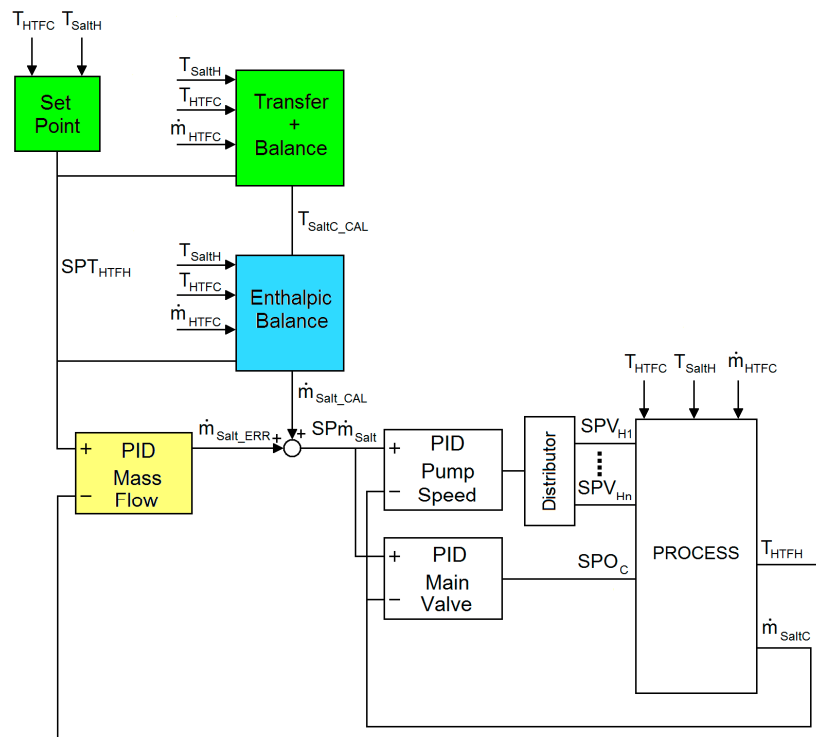 T_HTFC T_SaltH
Set
Point
T_SaltH
T_HTFC
ṁ_HTFC
Transfer
+
Balance
T_SaltC_CAL
SPT_HTFH
T_SaltH
T_HTFC
ṁ_HTFC
Enthalpic
Balance
ṁ_Salt_CAL
T_HTFC T_SaltH ṁ_HTFC
ṁ_Salt_ERR + + SPṁ_Salt
+ PID
Mass
− Flow
+ PID
Pump
− Speed
Distributor
SPV_H1
SPV_Hn
+ PID
Main
− Valve
SPO_C
PROCESS
T_HTFH
ṁ_SaltC